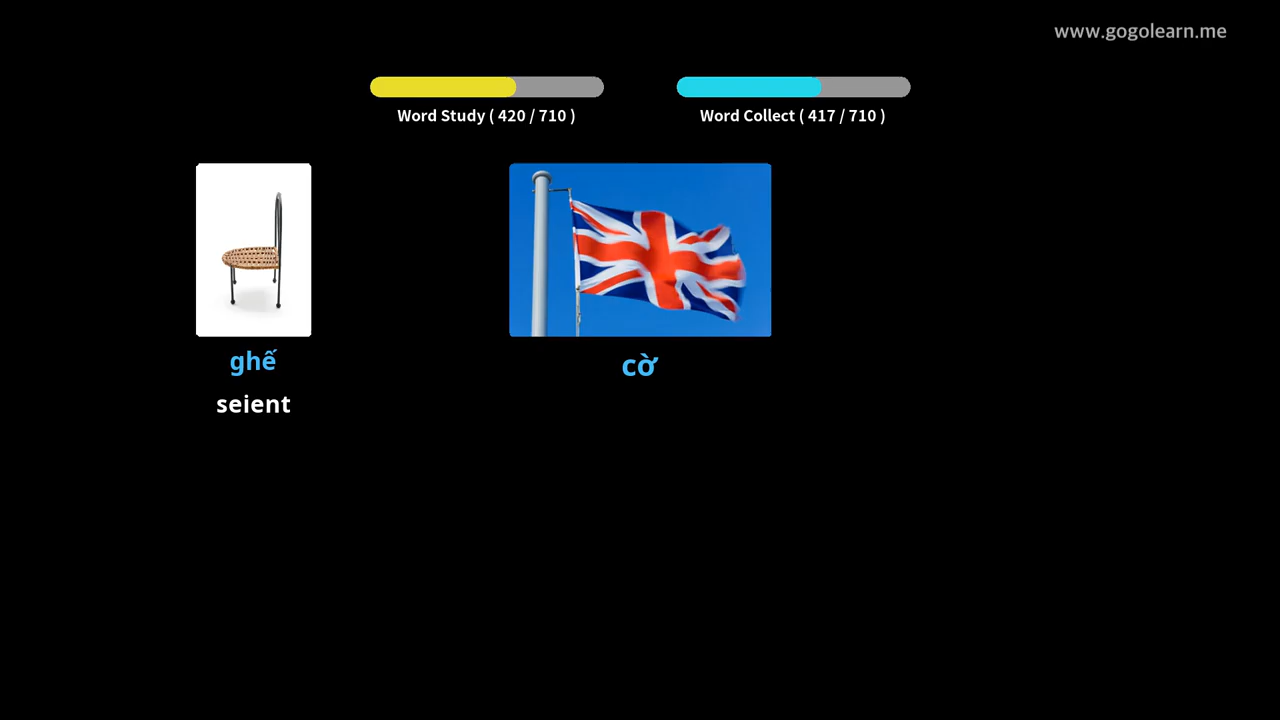 www.gogolearn.me
Word Study ( 420 / 710 )
Word Collect ( 417 / 710 )
ghế
cờ
seient